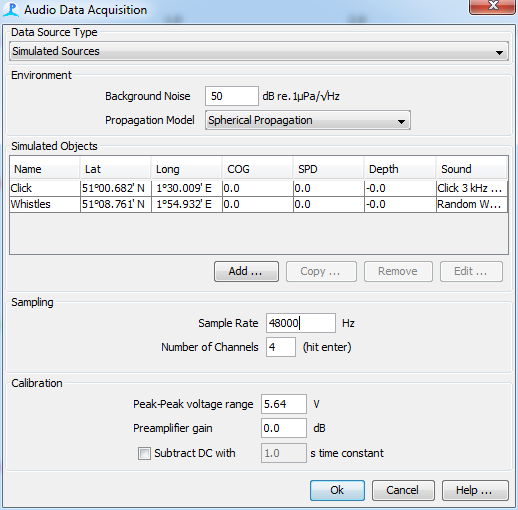 Audio Data Acquisition
Data Source Type
Simulated Sources
Environment
Background Noise 50 dB re.1µPa/√Hz
Propagation Model Spherical Propagation
Simulated Objects
Name Lat Long COG SPD Depth Sound
Click 51°00.682' N 1°30.009' E 0.0 0.0 -0.0 Click 3 kHz ...
Whistles 51°08.761' N 1°54.932' E 0.0 0.0 -0.0 Random W...
Add ... Copy ... Remove Edit ...
Sampling
Sample Rate 48000 Hz
Number of Channels 4 (hit enter)
Calibration
Peak-Peak voltage range 5.64 V
Preamplifier gain 0.0 dB
Subtract DC with 1.0 s time constant
Ok Cancel Help ...